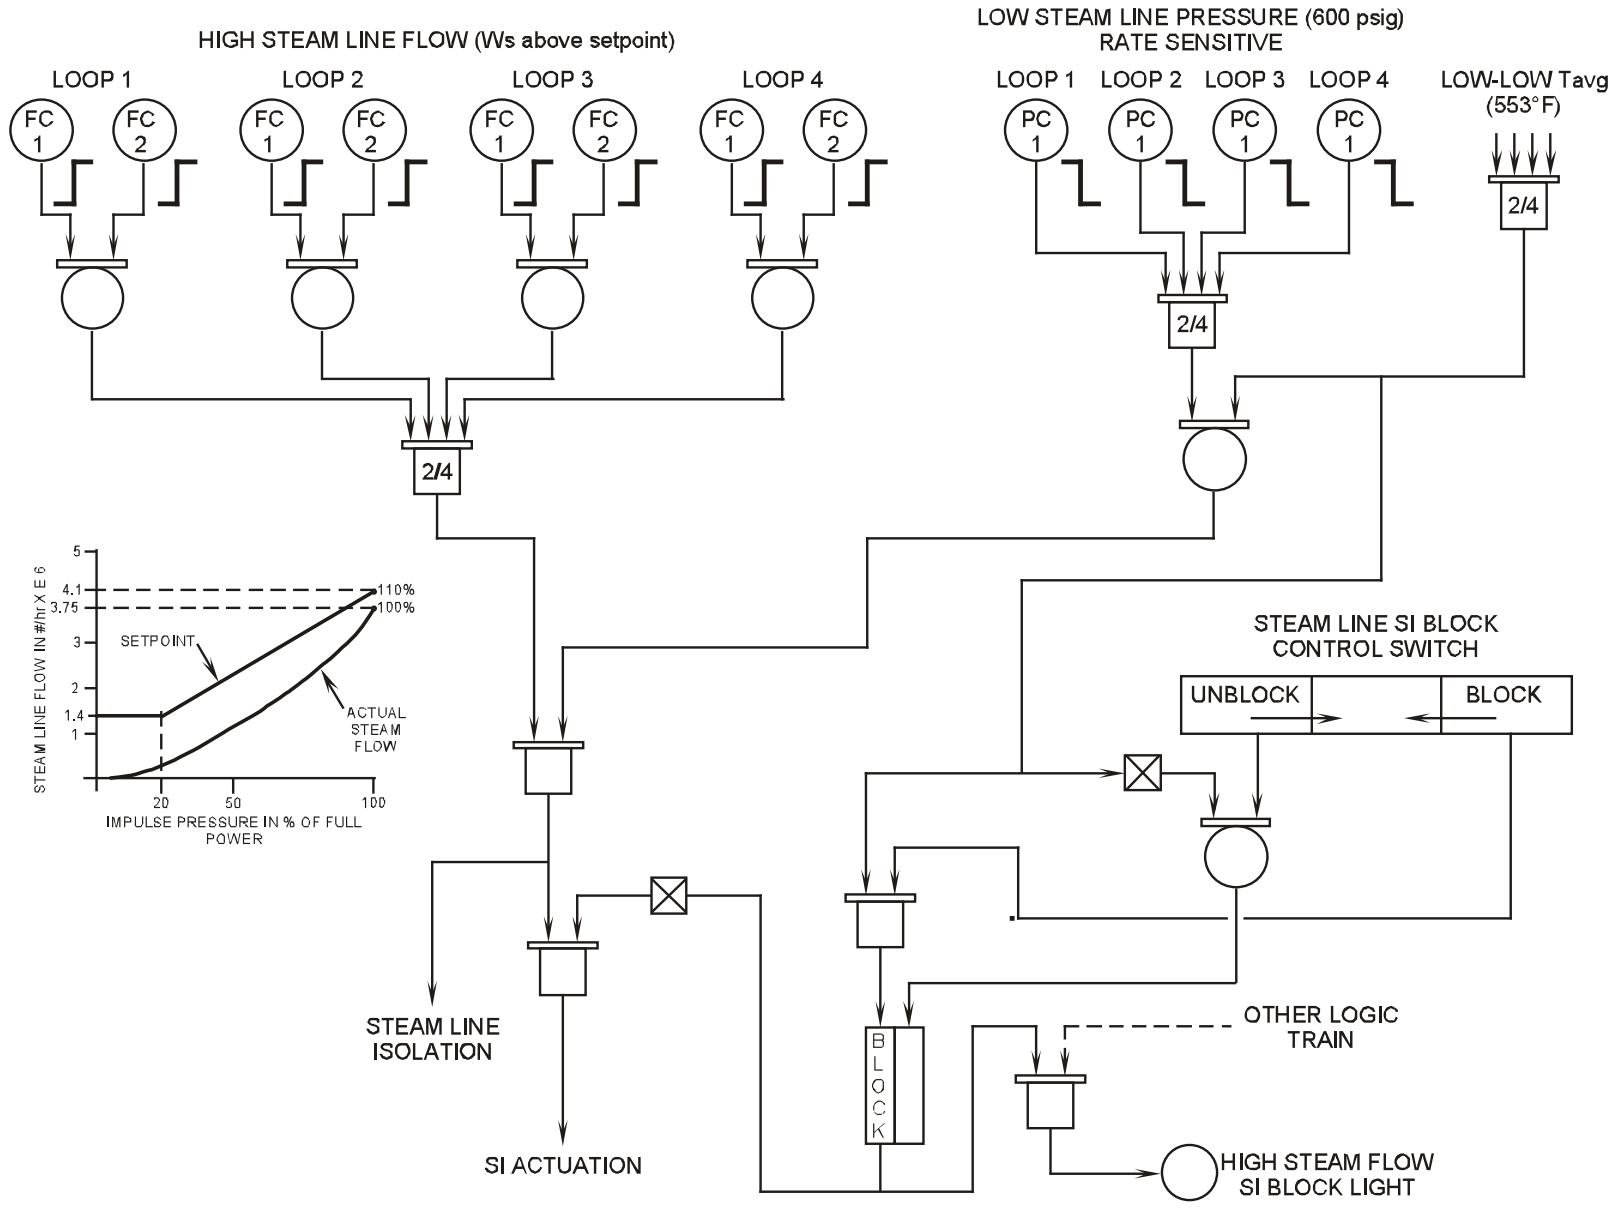 HIGH STEAM LINE FLOW (Ws above setpoint)
LOW STEAM LINE PRESSURE (600 psig)
RATE SENSITIVE
LOOP 1
LOOP 2
LOOP 3
LOOP 4
LOOP 1
LOOP 2
LOOP 3
LOOP 4
LOW-LOW Tavg
(553°F)
FC
1
FC
2
FC
1
FC
2
FC
1
FC
2
FC
1
FC
2
PC
1
PC
1
PC
1
PC
1
2/4
2/4
2/4
STEAM LINE FLOW IN #/hr X E 6
5
4.1
3.75
3
2
1.4
1
110%
100%
SETPOINT
ACTUAL
STEAM
FLOW
20
50
100
IMPULSE PRESSURE IN % OF FULL
POWER
STEAM LINE SI BLOCK
CONTROL SWITCH
UNBLOCK
BLOCK
STEAM LINE
ISOLATION
SI ACTUATION
BLOCK
OTHER LOGIC
TRAIN
HIGH STEAM FLOW
SI BLOCK LIGHT